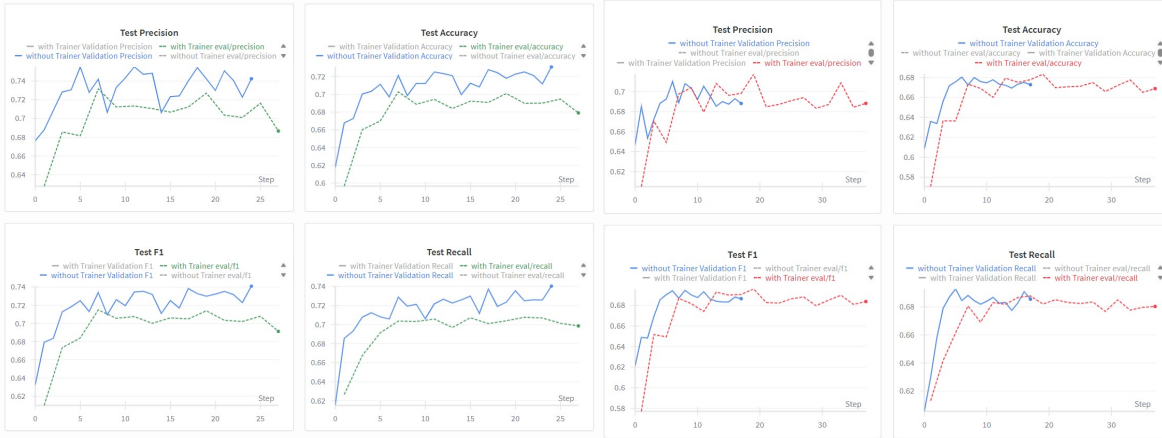 Test Precision
with Trainer Validation Precision with Trainer eval/precision
without Trainer Validation Precision without Trainer eval/precision
0.74
0.72
0.7
0.68
0.66
0.64
Step
0 5 10 15 20 25
Test Accuracy
with Trainer Validation Accuracy with Trainer eval/accuracy
without Trainer Validation Accuracy without Trainer eval/accuracy
0.72
0.7
0.68
0.66
0.64
0.62
0.6
Step
0 5 10 15 20 25
Test Precision
without Trainer Validation Precision
without Trainer eval/precision
with Trainer Validation Precision with Trainer eval/precision
0.7
0.68
0.66
0.64
0.62
Step
0 10 20 30
Test Accuracy
without Trainer Validation Accuracy
without Trainer eval/accuracy with Trainer Validation Accuracy
with Trainer eval/accuracy
0.68
0.66
0.64
0.62
0.6
0.58
Step
0 10 20 30
Test F1
with Trainer Validation F1 with Trainer eval/f1
without Trainer Validation F1 without Trainer eval/f1
0.74
0.72
0.7
0.68
0.66
0.64
0.62
Step
0 5 10 15 20 25
Test Recall
with Trainer Validation Recall with Trainer eval/recall
without Trainer Validation Recall without Trainer eval/recall
0.74
0.72
0.7
0.68
0.66
0.64
0.62
Step
0 5 10 15 20 25
Test F1
without Trainer Validation F1 without Trainer eval/f1
with Trainer Validation F1 with Trainer eval/f1
0.68
0.66
0.64
0.62
0.6
0.58
Step
0 10 20 30
Test Recall
without Trainer Validation Recall without Trainer eval/recall
with Trainer Validation Recall with Trainer eval/recall
0.68
0.66
0.64
0.62
Step
0 10 20 30